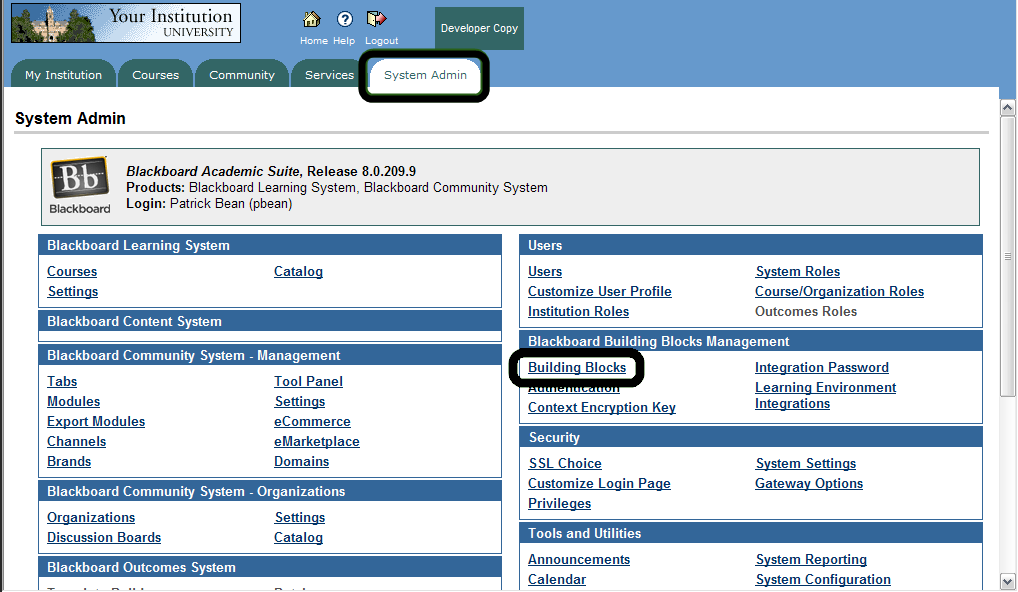 Your Institution
UNIVERSITY
Home Help Logout
Developer Copy
My Institution Courses Community Services System Admin
System Admin
Bb
Blackboard
Blackboard Academic Suite, Release 8.0.209.9
Products: Blackboard Learning System, Blackboard Community System
Login: Patrick Bean (pbean)
Blackboard Learning System
Courses Catalog
Settings
Blackboard Content System
Blackboard Community System - Management
Tabs Tool Panel
Modules Settings
Export Modules eCommerce
Channels eMarketplace
Brands Domains
Blackboard Community System - Organizations
Organizations Settings
Discussion Boards Catalog
Blackboard Outcomes System
Users
Users System Roles
Customize User Profile Course/Organization Roles
Institution Roles Outcomes Roles
Blackboard Building Blocks Management
Building Blocks Integration Password
Authentication Learning Environment
Integrations
Context Encryption Key
Security
SSL Choice System Settings
Customize Login Page Gateway Options
Privileges
Tools and Utilities
Announcements System Reporting
Calendar System Configuration